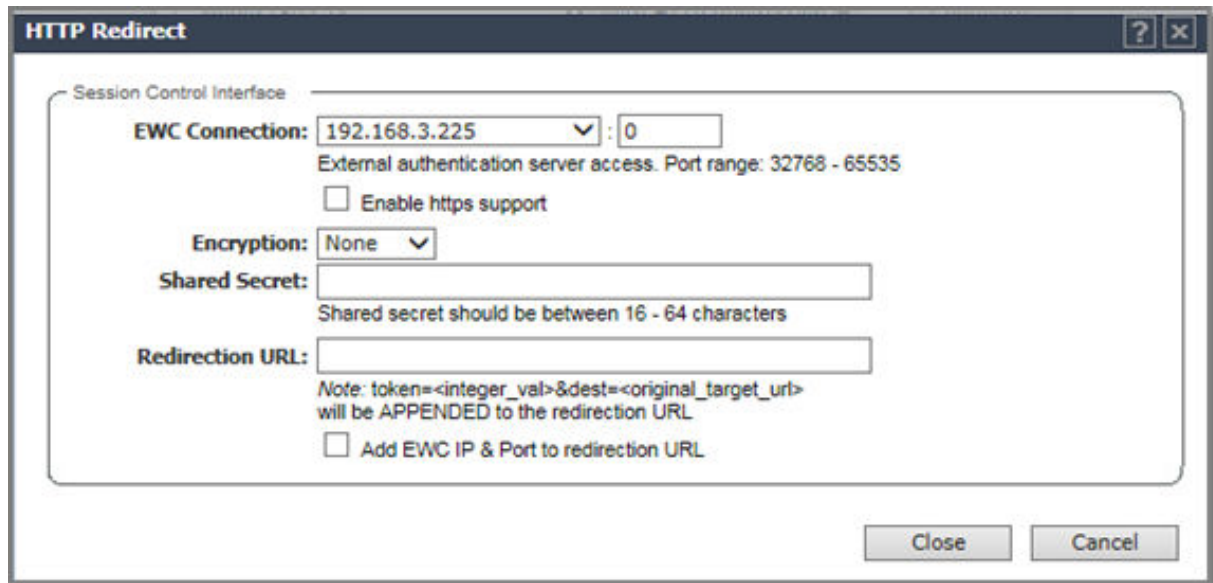 HTTP Redirect ? ×
Session Control Interface
EWC Connection: 192.168.3.225 : 0
External authentication server access. Port range: 32768 - 65535
Enable https support
Encryption: None
Shared Secret:
Shared secret should be between 16 - 64 characters
Redirection URL:
Note: token=<integer_val>&dest=<original_target_url>
will be APPENDED to the redirection URL
Add EWC IP & Port to redirection URL
Close Cancel